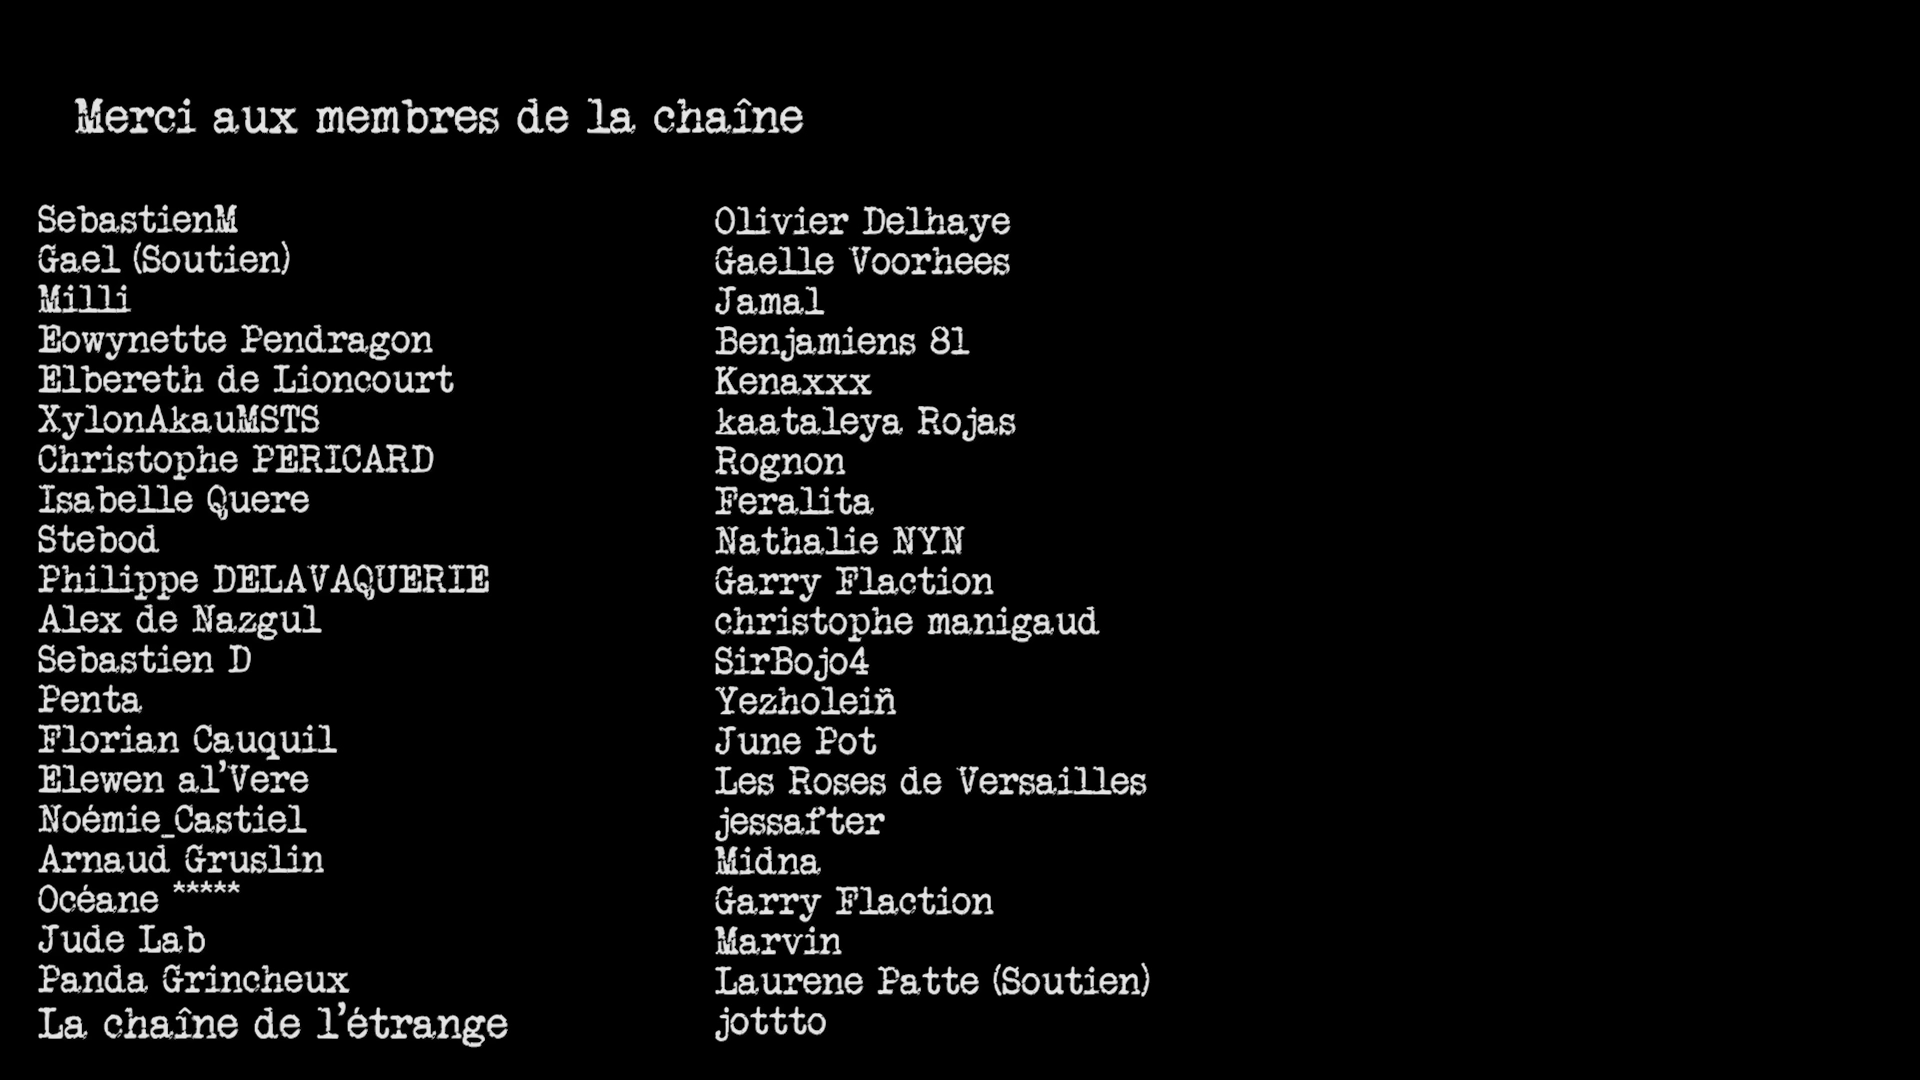 Merci aux membres de la chaîne
SebastienM
Gael (Soutien)
Milli
Eowynette Pendragon
Elbereth de Lioncourt
XylonAkauMSTS
Christophe PERICARD
Isabelle Quere
Stebod
Philippe DELAVAQUERIE
Alex de Nazgul
Sebastien D
Penta
Florian Cauquil
Elewen al'Vere
Noémie_Castiel
Arnaud Gruslin
Océane *****
Jude Lab
Panda Grincheux
La chaîne de l'étrange
Olivier Delhaye
Gaelle Voorhees
Jamal
Benjamiens 81
Kenaxxx
kaataleya Rojas
Rognon
Feralita
Nathalie NYN
Garry Flaction
christophe manigaud
SirBojo4
Yezholeiñ
June Pot
Les Roses de Versailles
jessafter
Midna
Garry Flaction
Marvin
Laurene Patte (Soutien)
jottto